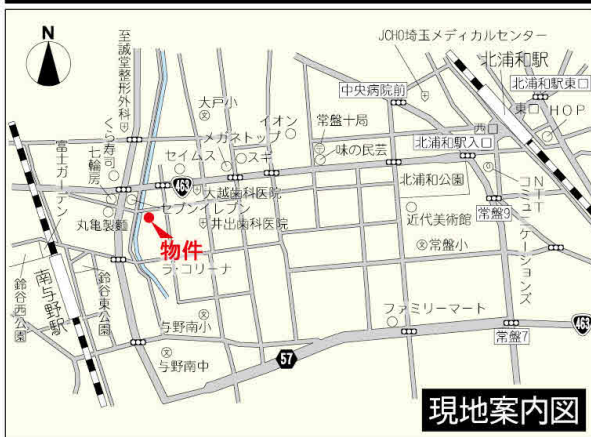 N
至誠堂整形外科
JCHO埼玉メディカルセンター
北浦和駅
中央病院前
北浦和駅東口
東口
HOP
大戸小
イオン
常盤十局
西口
メガネストップ
味の民芸
北浦和駅入口
くら寿司
七輪房
セイムス
スギ
富士ガーデン
463
大越歯科医院
北浦和公園
NTTコミュニケーションズ
セブンイレブン
丸亀製麺
井出歯科医院
近代美術館
常盤9
物件
文
常盤小
ラ・コリーナ
南与野駅
鈴谷西公園
鈴谷東公園
与野南小
文
ファミリーマート
463
常盤7
57
文
与野南中
現地案内図